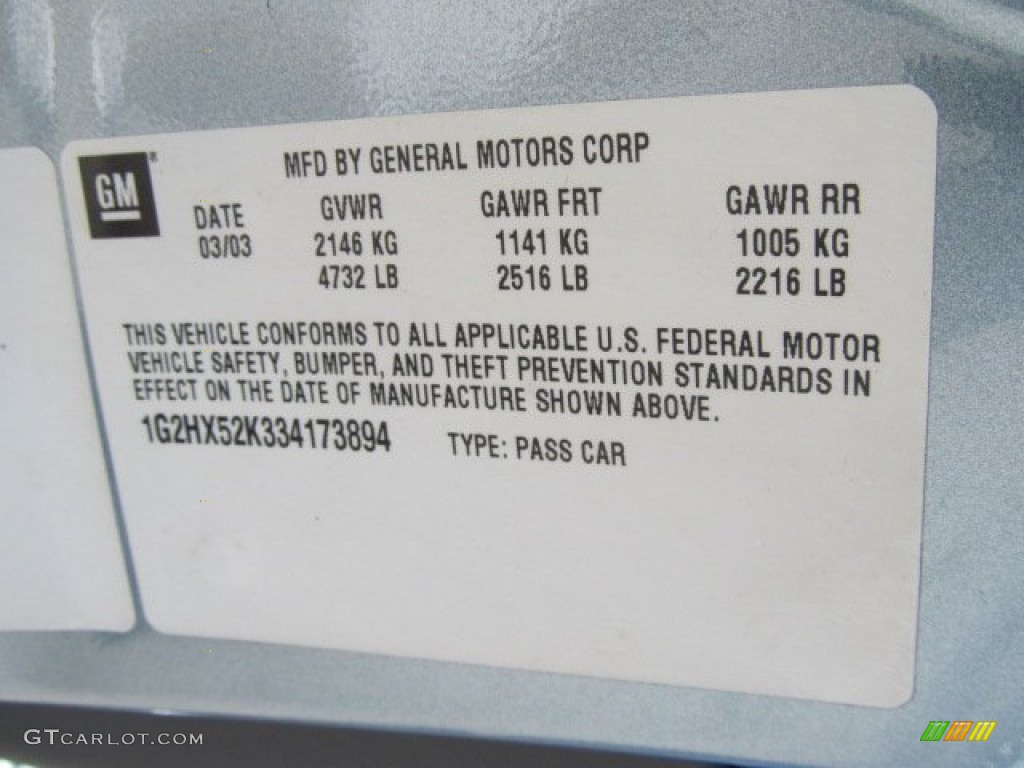 MFD BY GENERAL MOTORS CORP
GM®
DATE GVWR GAWR FRT GAWR RR
03/03 2146 KG 1141 KG 1005 KG
4732 LB 2516 LB 2216 LB
THIS VEHICLE CONFORMS TO ALL APPLICABLE U.S. FEDERAL MOTOR
VEHICLE SAFETY, BUMPER, AND THEFT PREVENTION STANDARDS IN
EFFECT ON THE DATE OF MANUFACTURE SHOWN ABOVE.
1G2HX52K334173894 TYPE: PASS CAR
GTCARLOT.COM